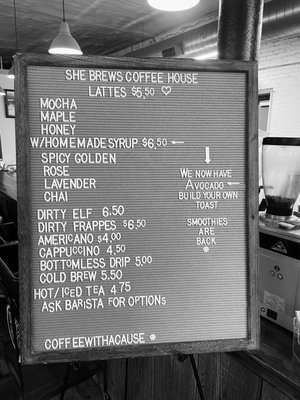 SHE BREWS COFFEE HOUSE
LATTES $6.50 ♡
MOCHA
MAPLE
HONEY
W/HOMEMADE SYRUP $6.50 ←
SPICY GOLDEN
ROSE
LAVENDER
CHAI
DIRTY ELF 6.50
DIRTY FRAPPES $6.50
AMERICANO $4.00
CAPPUCCINO 4.50
BOTTOMLESS DRIP 5.00
COLD BREW 5.50
HOT/ICED TEA 4.75
ASK BARISTA FOR OPTIONS
↓
WE NOW HAVE
AVOCADO ←
BUILD YOUR OWN
TOAST
SMOOTHIES
ARE
BACK
COFFEEWITHACAUSE